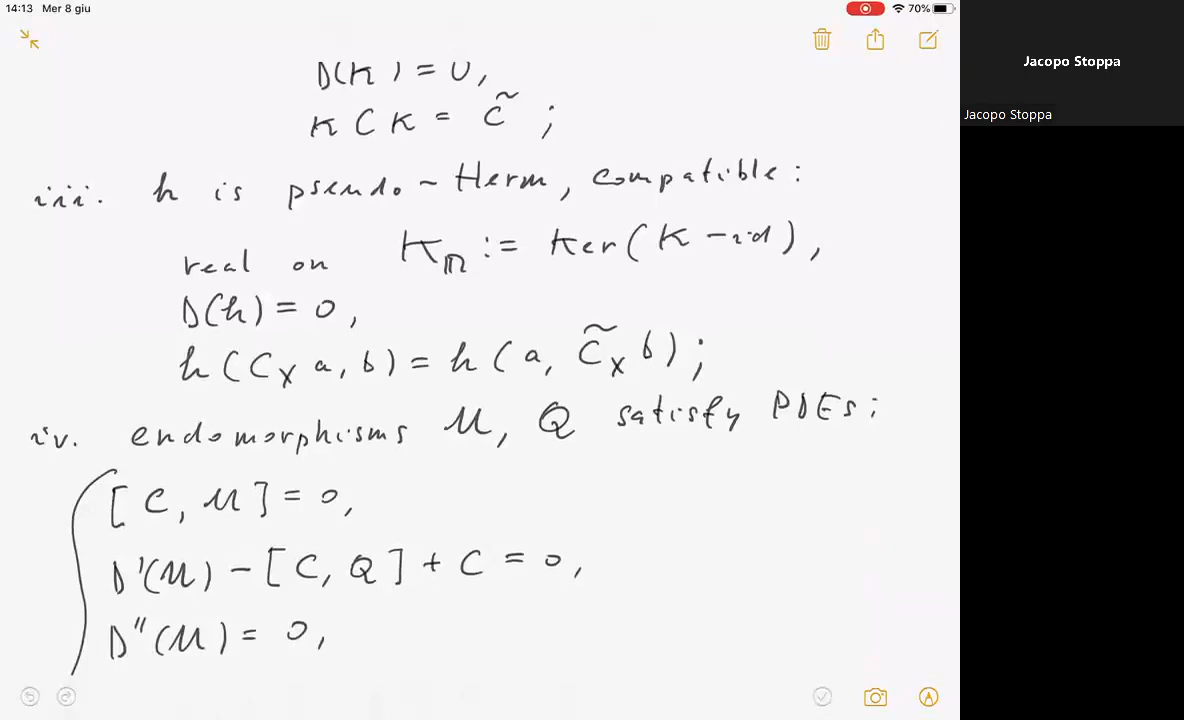 14:13 Mer 8 giu
70%
Jacopo Stoppa
Jacopo Stoppa
D(K) = 0,
K C K = C̃ ;
iii. h is pseudo-Herm, compatible:
real on K_ℝ := Ker(K - id),
D(h) = 0,
h(C_X a, b) = h(a, C̃_X b);
iv. endomorphisms U, Q satisfy PDEs:
[C, U] = 0,
D'(U) - [C, Q] + C = 0,
D''(U) = 0,